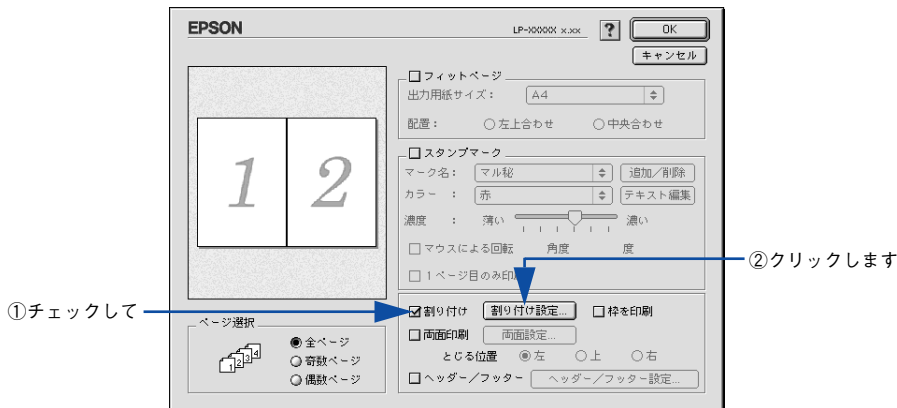 EPSON
LP-XXXXX x.xx
?
OK
キャンセル
フィットページ
出力用紙サイズ：
A4
配置：
左上合わせ
中央合わせ
スタンプマーク
マーク名：
マル秘
追加／削除
カラー ：
赤
テキスト編集
濃度 ：
薄い
濃い
マウスによる回転
角度
度
1ページ目のみ印
1 2
②クリックします
①チェックして
割り付け
割り付け設定...
枠を印刷
両面印刷
両面設定...
とじる位置
左
上
右
ヘッダー／フッター
ヘッダー／フッター設定...
ページ選択
1 2 3 4
全ページ
奇数ページ
偶数ページ